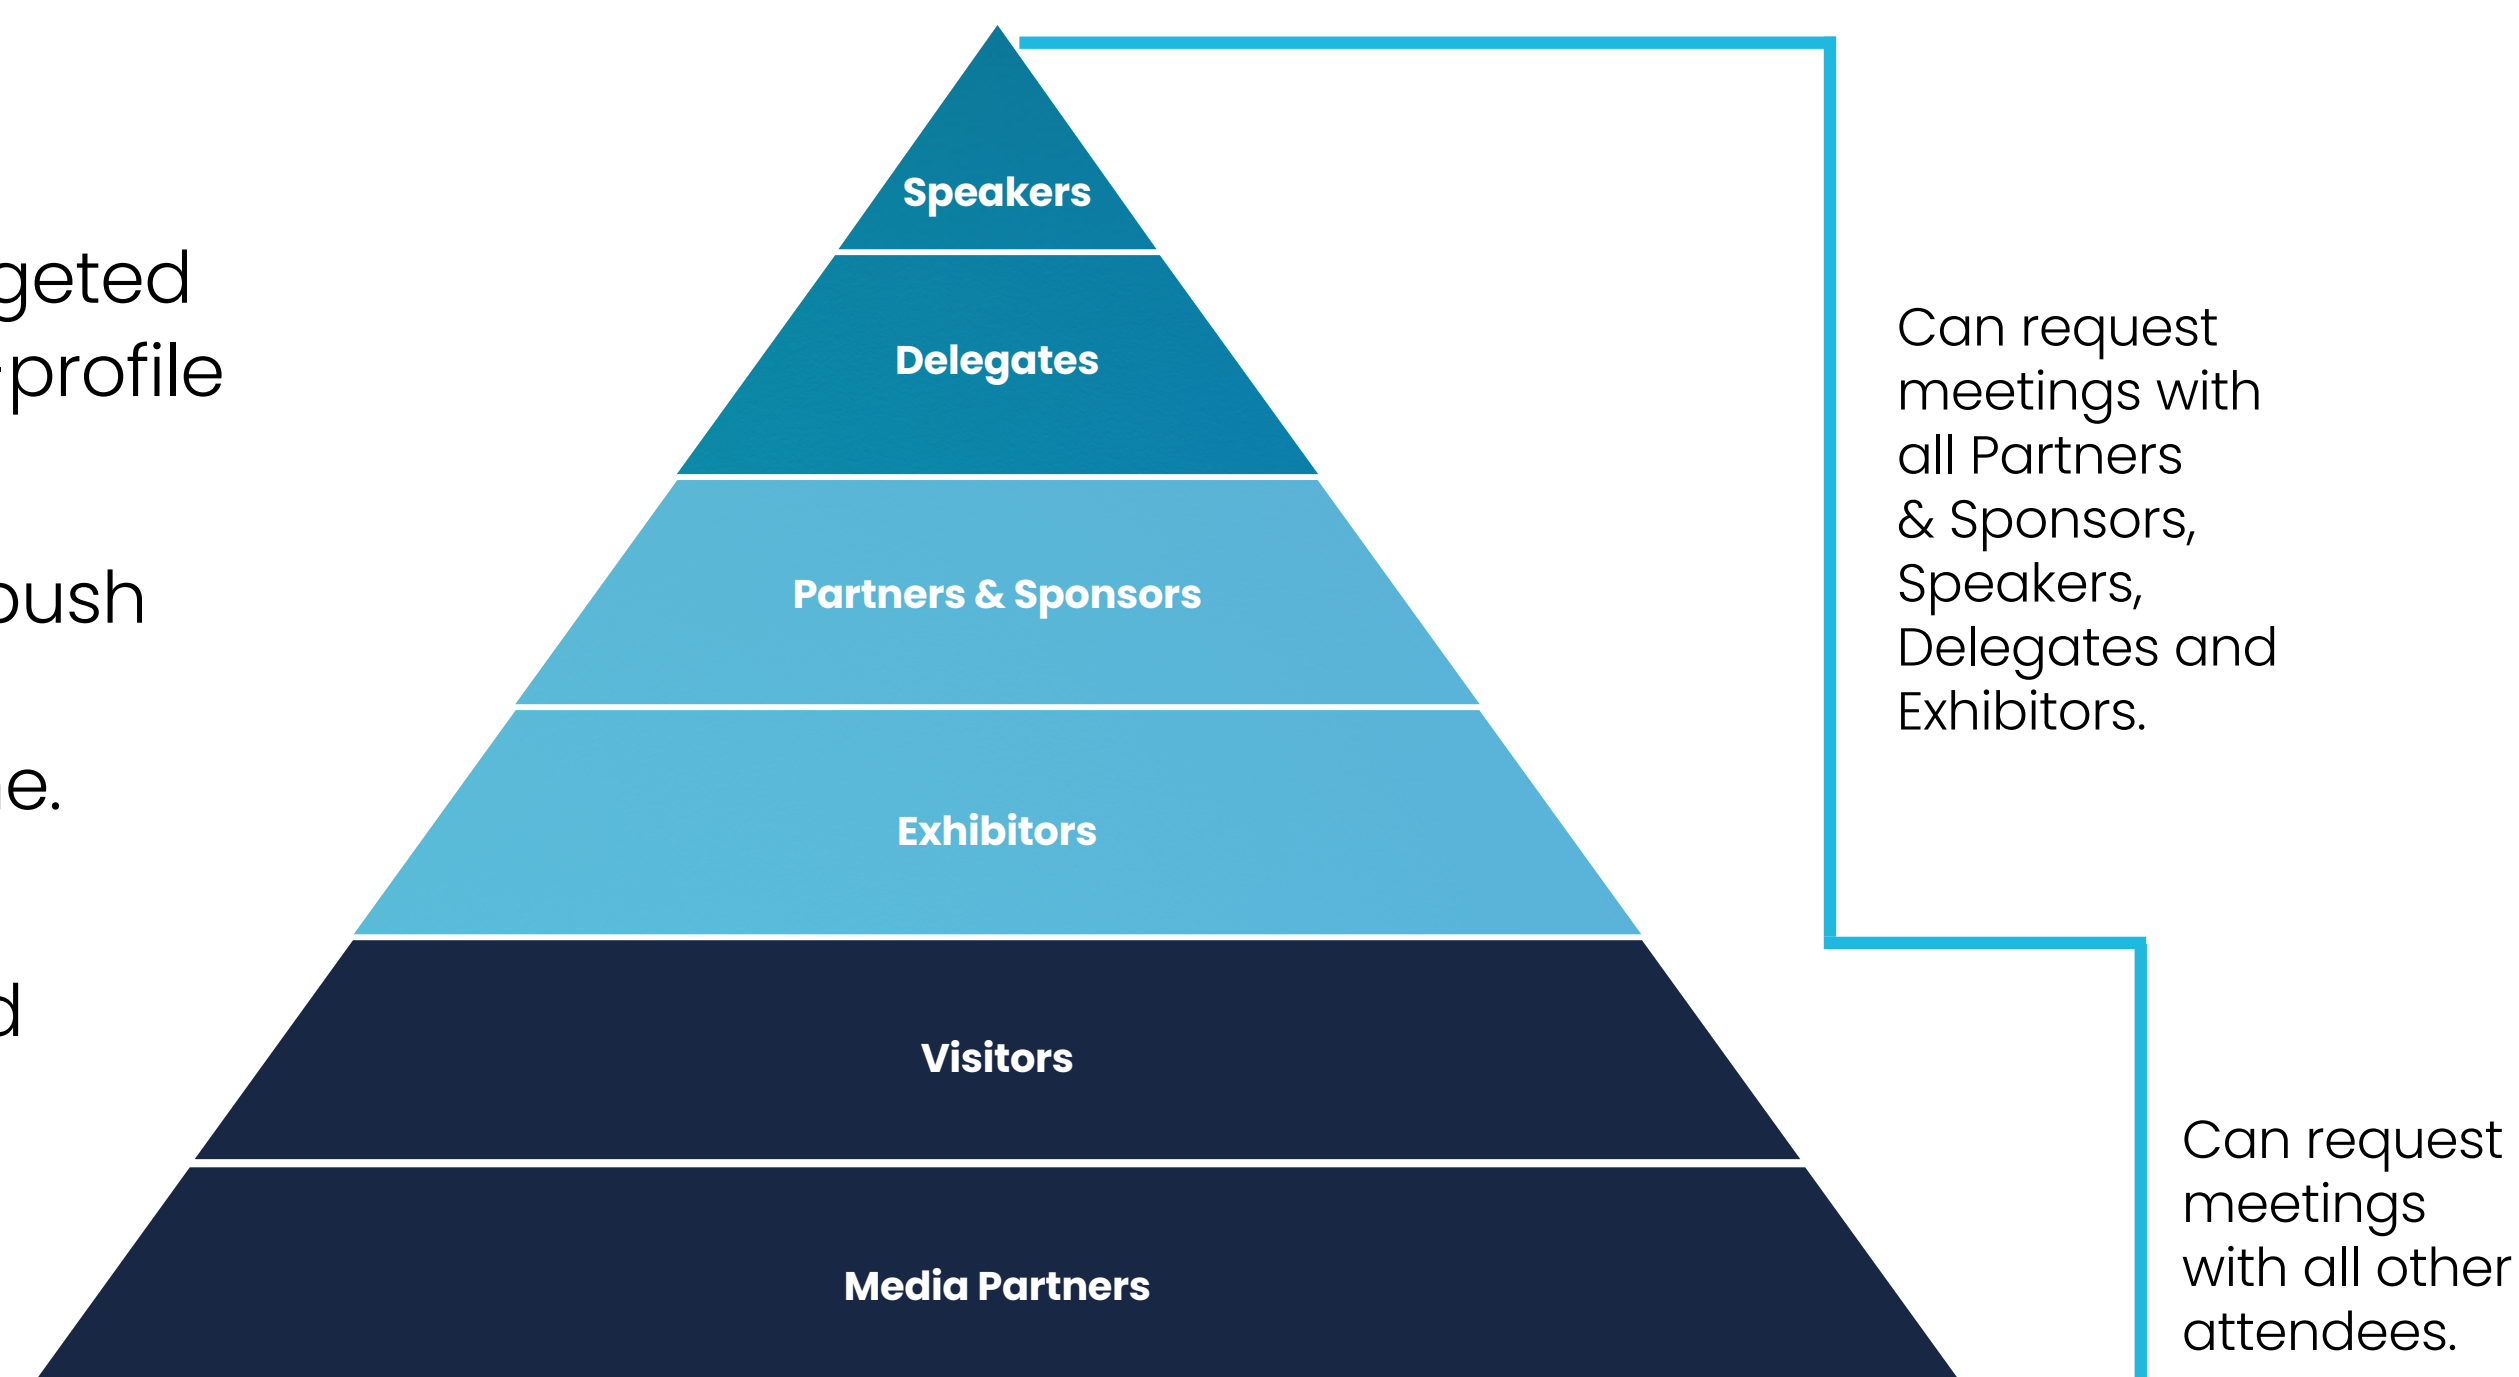 geted
-profile
push
e.
d
Speakers
Delegates
Partners & Sponsors
Exhibitors
Visitors
Media Partners
Can request
meetings with
all Partners
& Sponsors,
Speakers,
Delegates and
Exhibitors.
Can request
meetings
with all other
attendees.